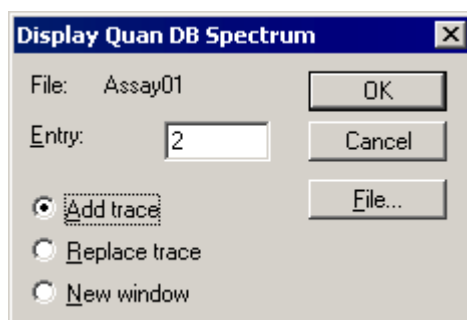 Display Quan DB Spectrum
File: Assay01
OK
Entry: 2
Cancel
File...
Add trace
Replace trace
New window